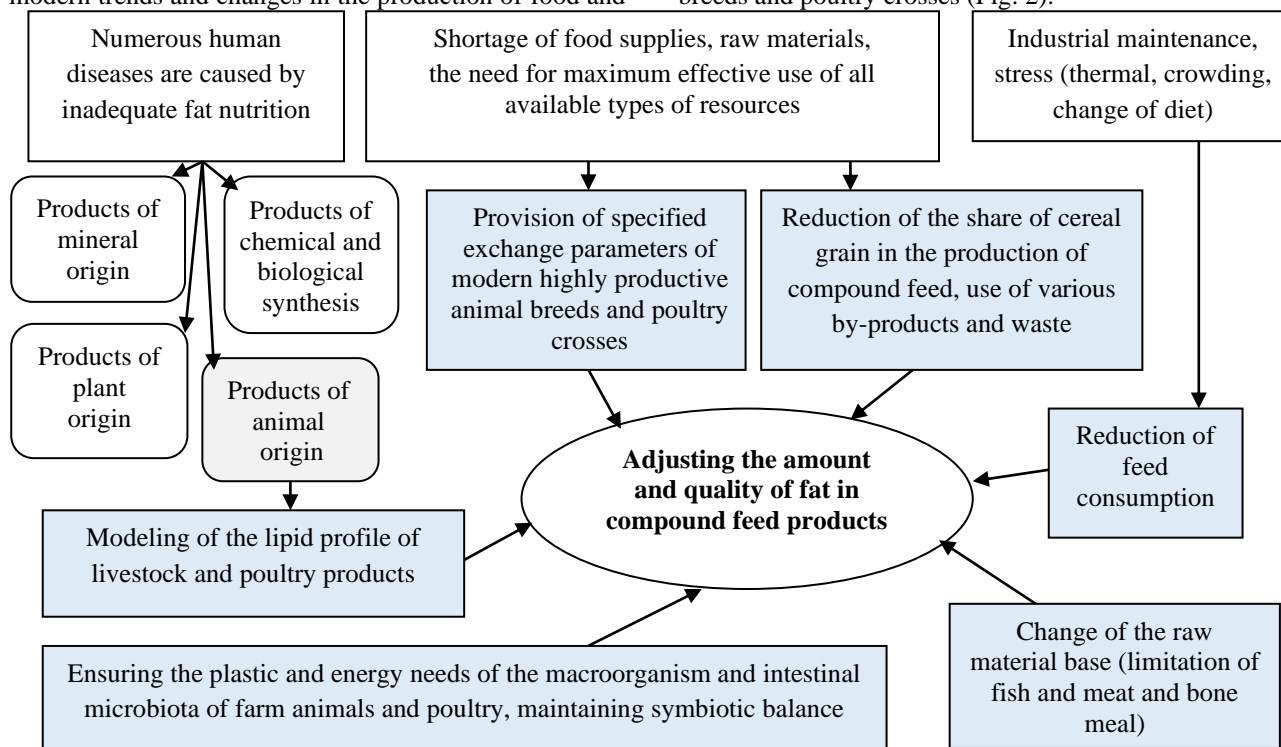 modern trends and changes in the production of food and
breeds and poultry crosses (Fig. 2).
Numerous human
diseases are caused by
inadequate fat nutrition
Shortage of food supplies, raw materials,
the need for maximum effective use of all
available types of resources
Industrial maintenance,
stress (thermal, crowding,
change of diet)
Products of
mineral
origin
Products of
chemical and
biological
synthesis
Provision of specified
exchange parameters of
modern highly productive
animal breeds and poultry
crosses
Reduction of the share of cereal
grain in the production of
compound feed, use of various
by-products and waste
Products of
plant
origin
Products of
animal
origin
Adjusting the amount
and quality of fat in
compound feed products
Reduction of
feed
consumption
Modeling of the lipid profile of
livestock and poultry products
Ensuring the plastic and energy needs of the macroorganism and intestinal
microbiota of farm animals and poultry, maintaining symbiotic balance
Change of the raw
material base (limitation of
fish and meat and bone
meal)